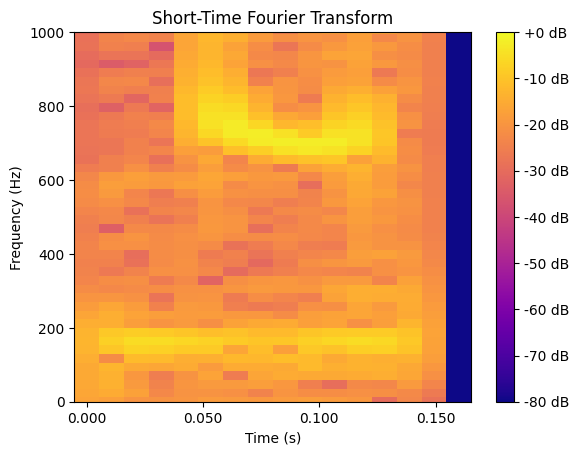 Short-Time Fourier Transform
1000
800
600
400
200
0
Frequency (Hz)
0.000
0.050
0.100
0.150
Time (s)
+0 dB
-10 dB
-20 dB
-30 dB
-40 dB
-50 dB
-60 dB
-70 dB
-80 dB